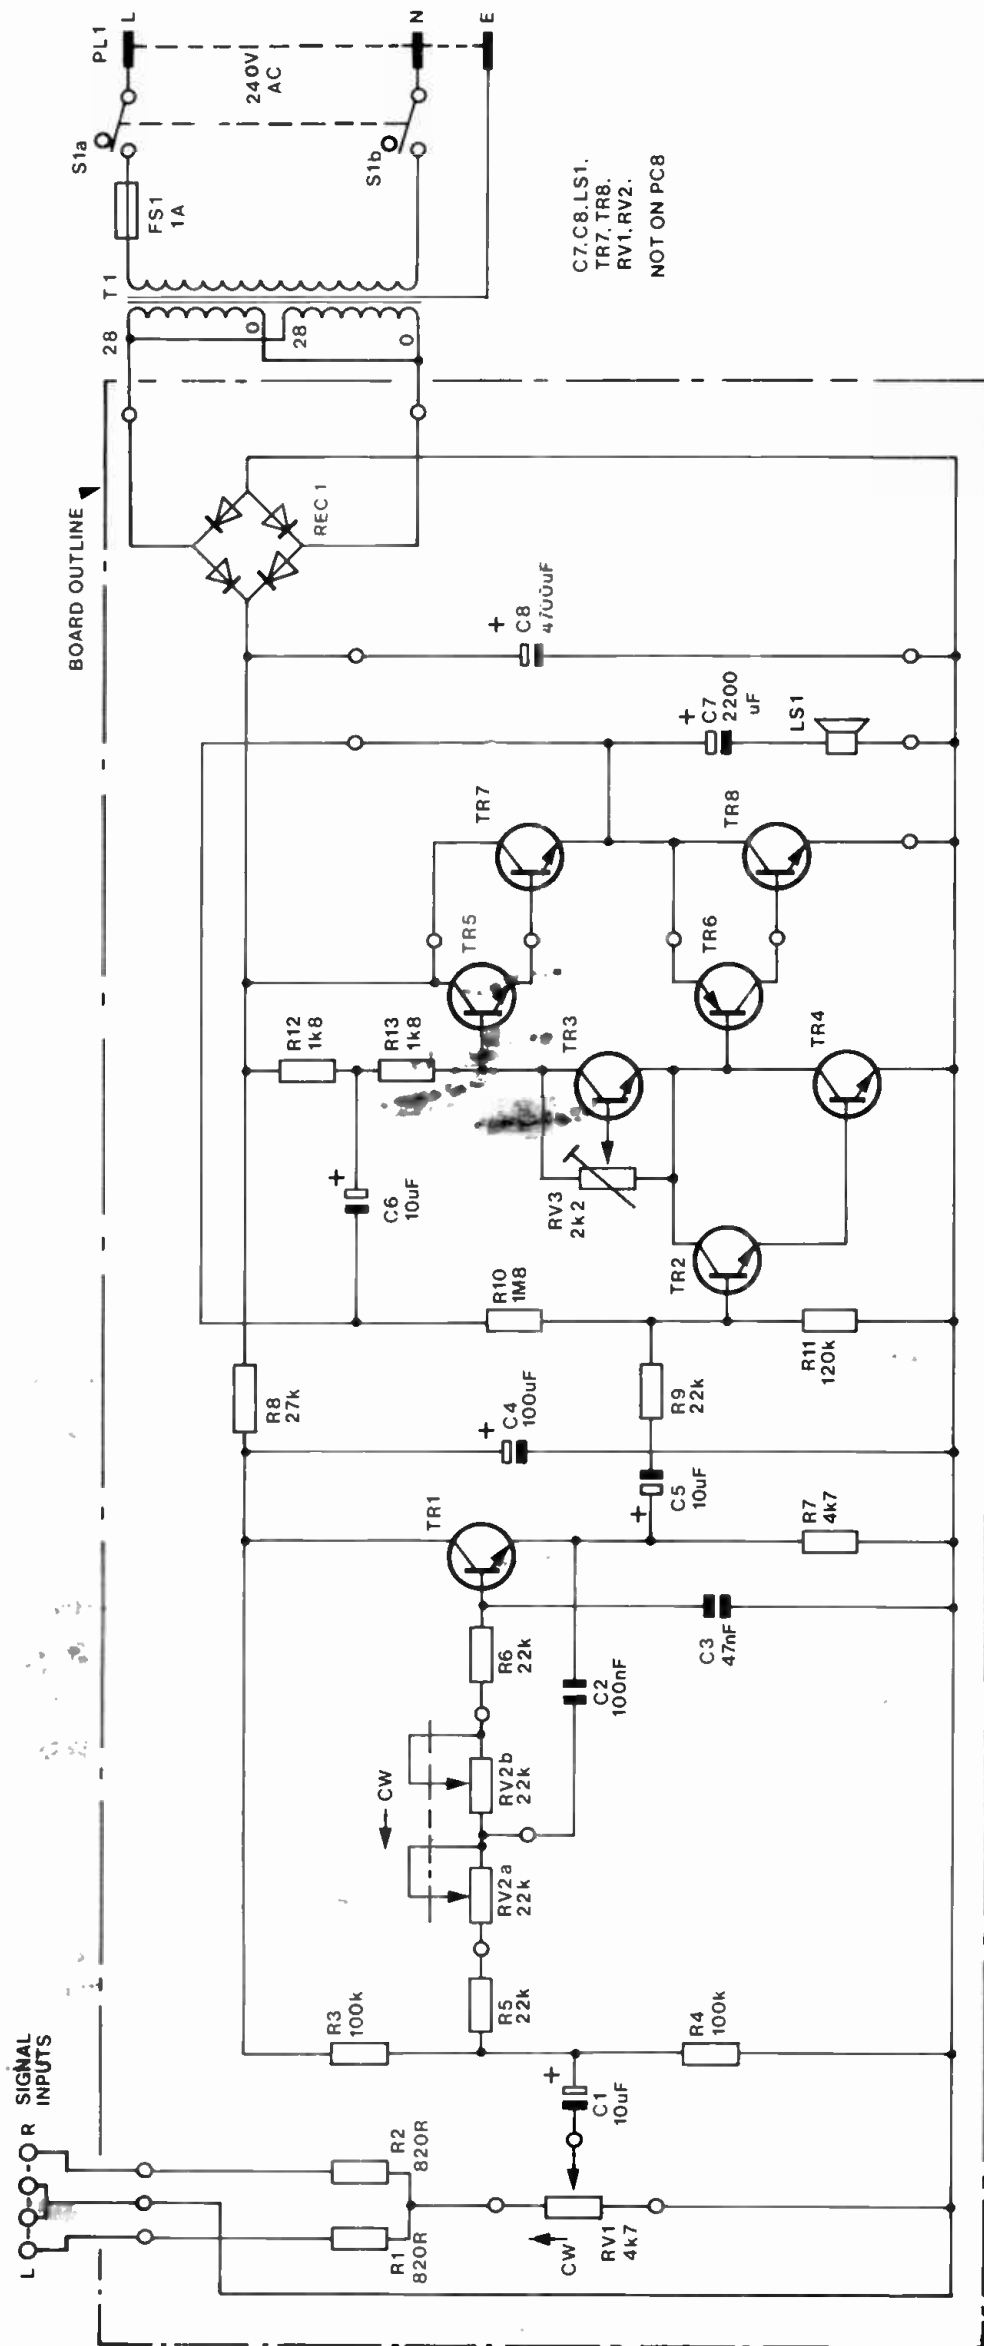 SIGNAL
INPUTS
L
R
R1
820R
R2
820R
CW
RV1
4k7
C1
10uF
+
R3
100k
R4
100k
R5
22k
RV2a
22k
CW
RV2b
22k
R6
22k
C2
100nF
C3
47nF
TR1
C5
10uF
+
R7
4k7
C4
100uF
+
R8
27k
R9
22k
R10
1M8
R11
120k
TR2
C6
10uF
+
RV3
2k2
R12
1k8
R13
1k8
TR3
TR4
TR5
TR6
TR7
TR8
C7
2200
uF
+
LS1
C8
4700uF
+
REC 1
BOARD OUTLINE
28
0
28
0
T1
FS1
1A
S1a
S1b
240V
AC
PL1
L
N
E
C7.C8.LS1.
TR7.TR8.
RV1.RV2.
NOT ON PC8